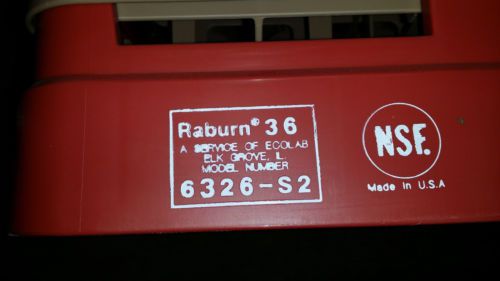 Raburn® 36
A SERVICE OF ECOLAB
ELK GROVE, IL.
MODEL NUMBER
6326-S2
NSF.
Made In U.S.A